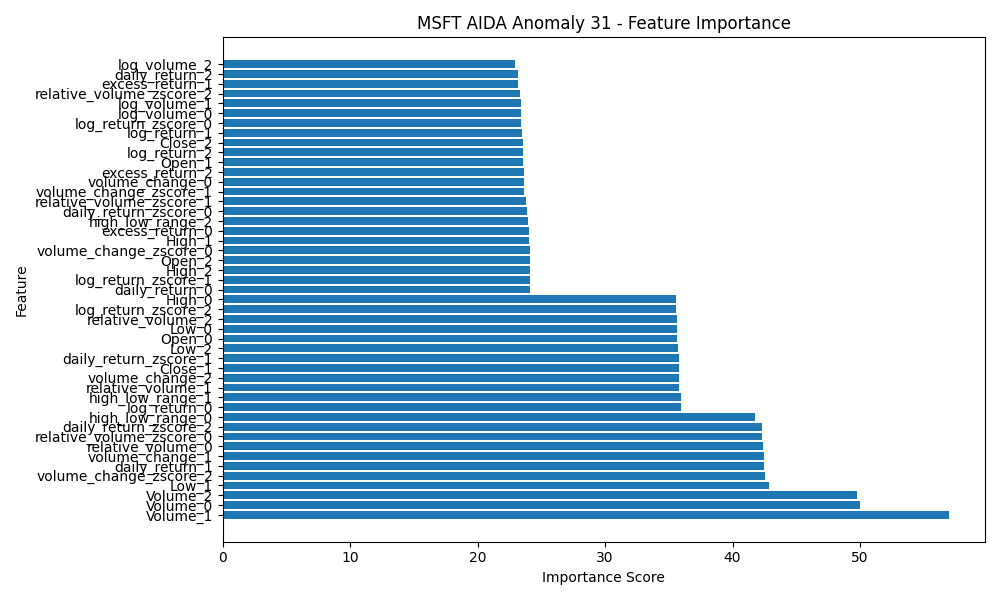 MSFT AIDA Anomaly 31 - Feature Importance
log_volume_2
daily_return_2
excess_return_1
relative_volume_zscore_2
log_volume_1
log_volume_0
log_return_zscore_0
log_return_1
Close_2
log_return_2
Open_1
excess_return_2
volume_change_0
volume_change_zscore_1
relative_volume_zscore_1
daily_return_zscore_0
high_low_range_2
excess_return_0
High_1
volume_change_zscore_0
Open_2
High_2
log_return_zscore_1
daily_return_0
High_0
log_return_zscore_2
relative_volume_2
Low_0
Open_0
Low_2
daily_return_zscore_1
Close_1
volume_change_2
relative_volume_1
high_low_range_1
log_return_0
high_low_range_0
daily_return_zscore_2
relative_volume_zscore_0
relative_volume_0
volume_change_1
daily_return_1
volume_change_zscore_2
Low_1
Volume_2
Volume_0
Volume_1
Feature
0 10 20 30 40 50
Importance Score